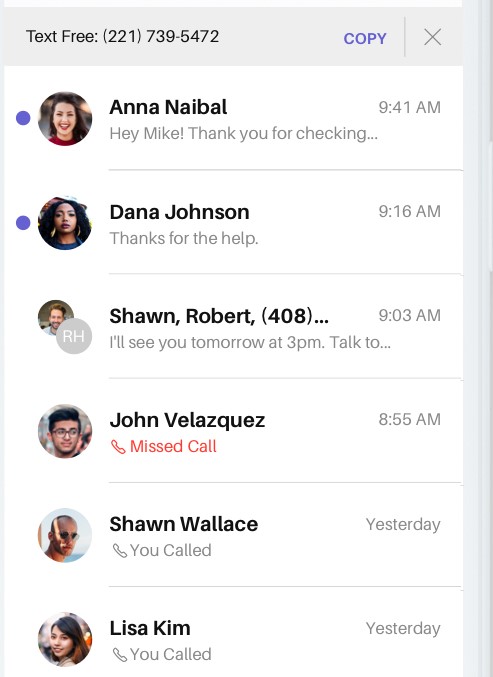 Text Free: (221) 739-5472
COPY
Anna Naibal
9:41 AM
Hey Mike! Thank you for checking...
Dana Johnson
9:16 AM
Thanks for the help.
Shawn, Robert, (408)...
9:03 AM
RH
I'll see you tomorrow at 3pm. Talk to...
John Velazquez
8:55 AM
Missed Call
Shawn Wallace
Yesterday
You Called
Lisa Kim
Yesterday
You Called